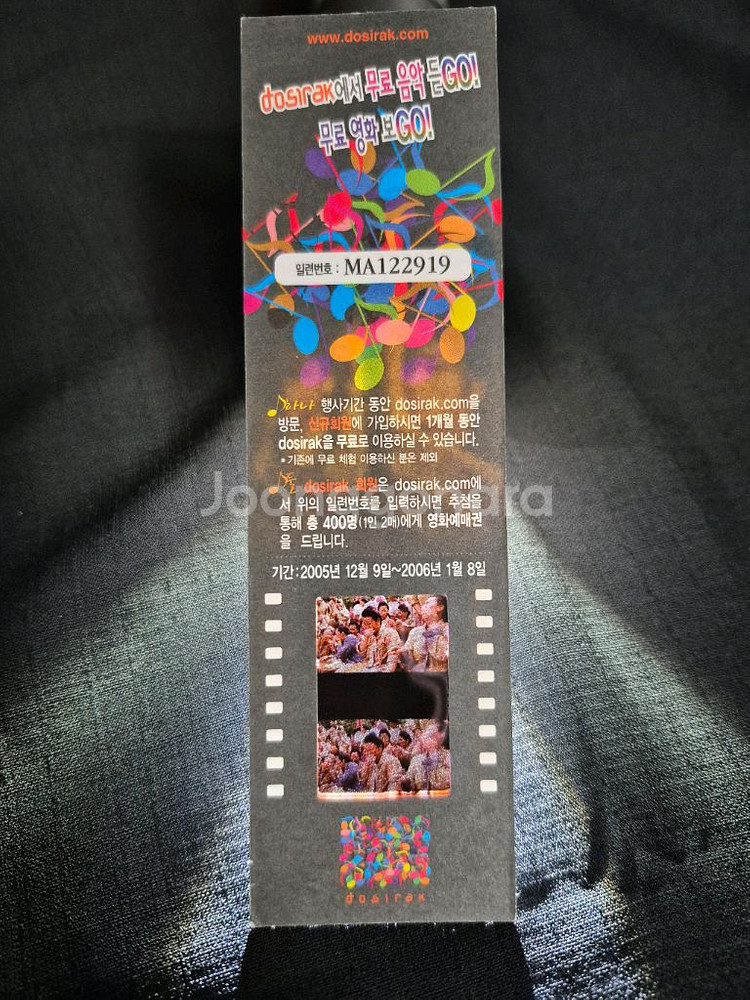 www.dosirak.com
dosirak에서 무료 음악 듣GO!
무료 영화 보GO!
일련번호 : MA122919
하나 행사기간 동안 dosirak.com을
방문, 신규회원에 가입하시면 1개월 동안
dosirak을 무료로 이용하실 수 있습니다.
* 기존에 무료 체험 이용하신 분은 제외
둘 dosirak 회원은 dosirak.com에
서 위의 일련번호를 입력하시면 추첨을
통해 총 400명(1인 2매)에게 영화예매권
을 드립니다.
기간:2005년 12월 9일~2006년 1월 8일
dosirak